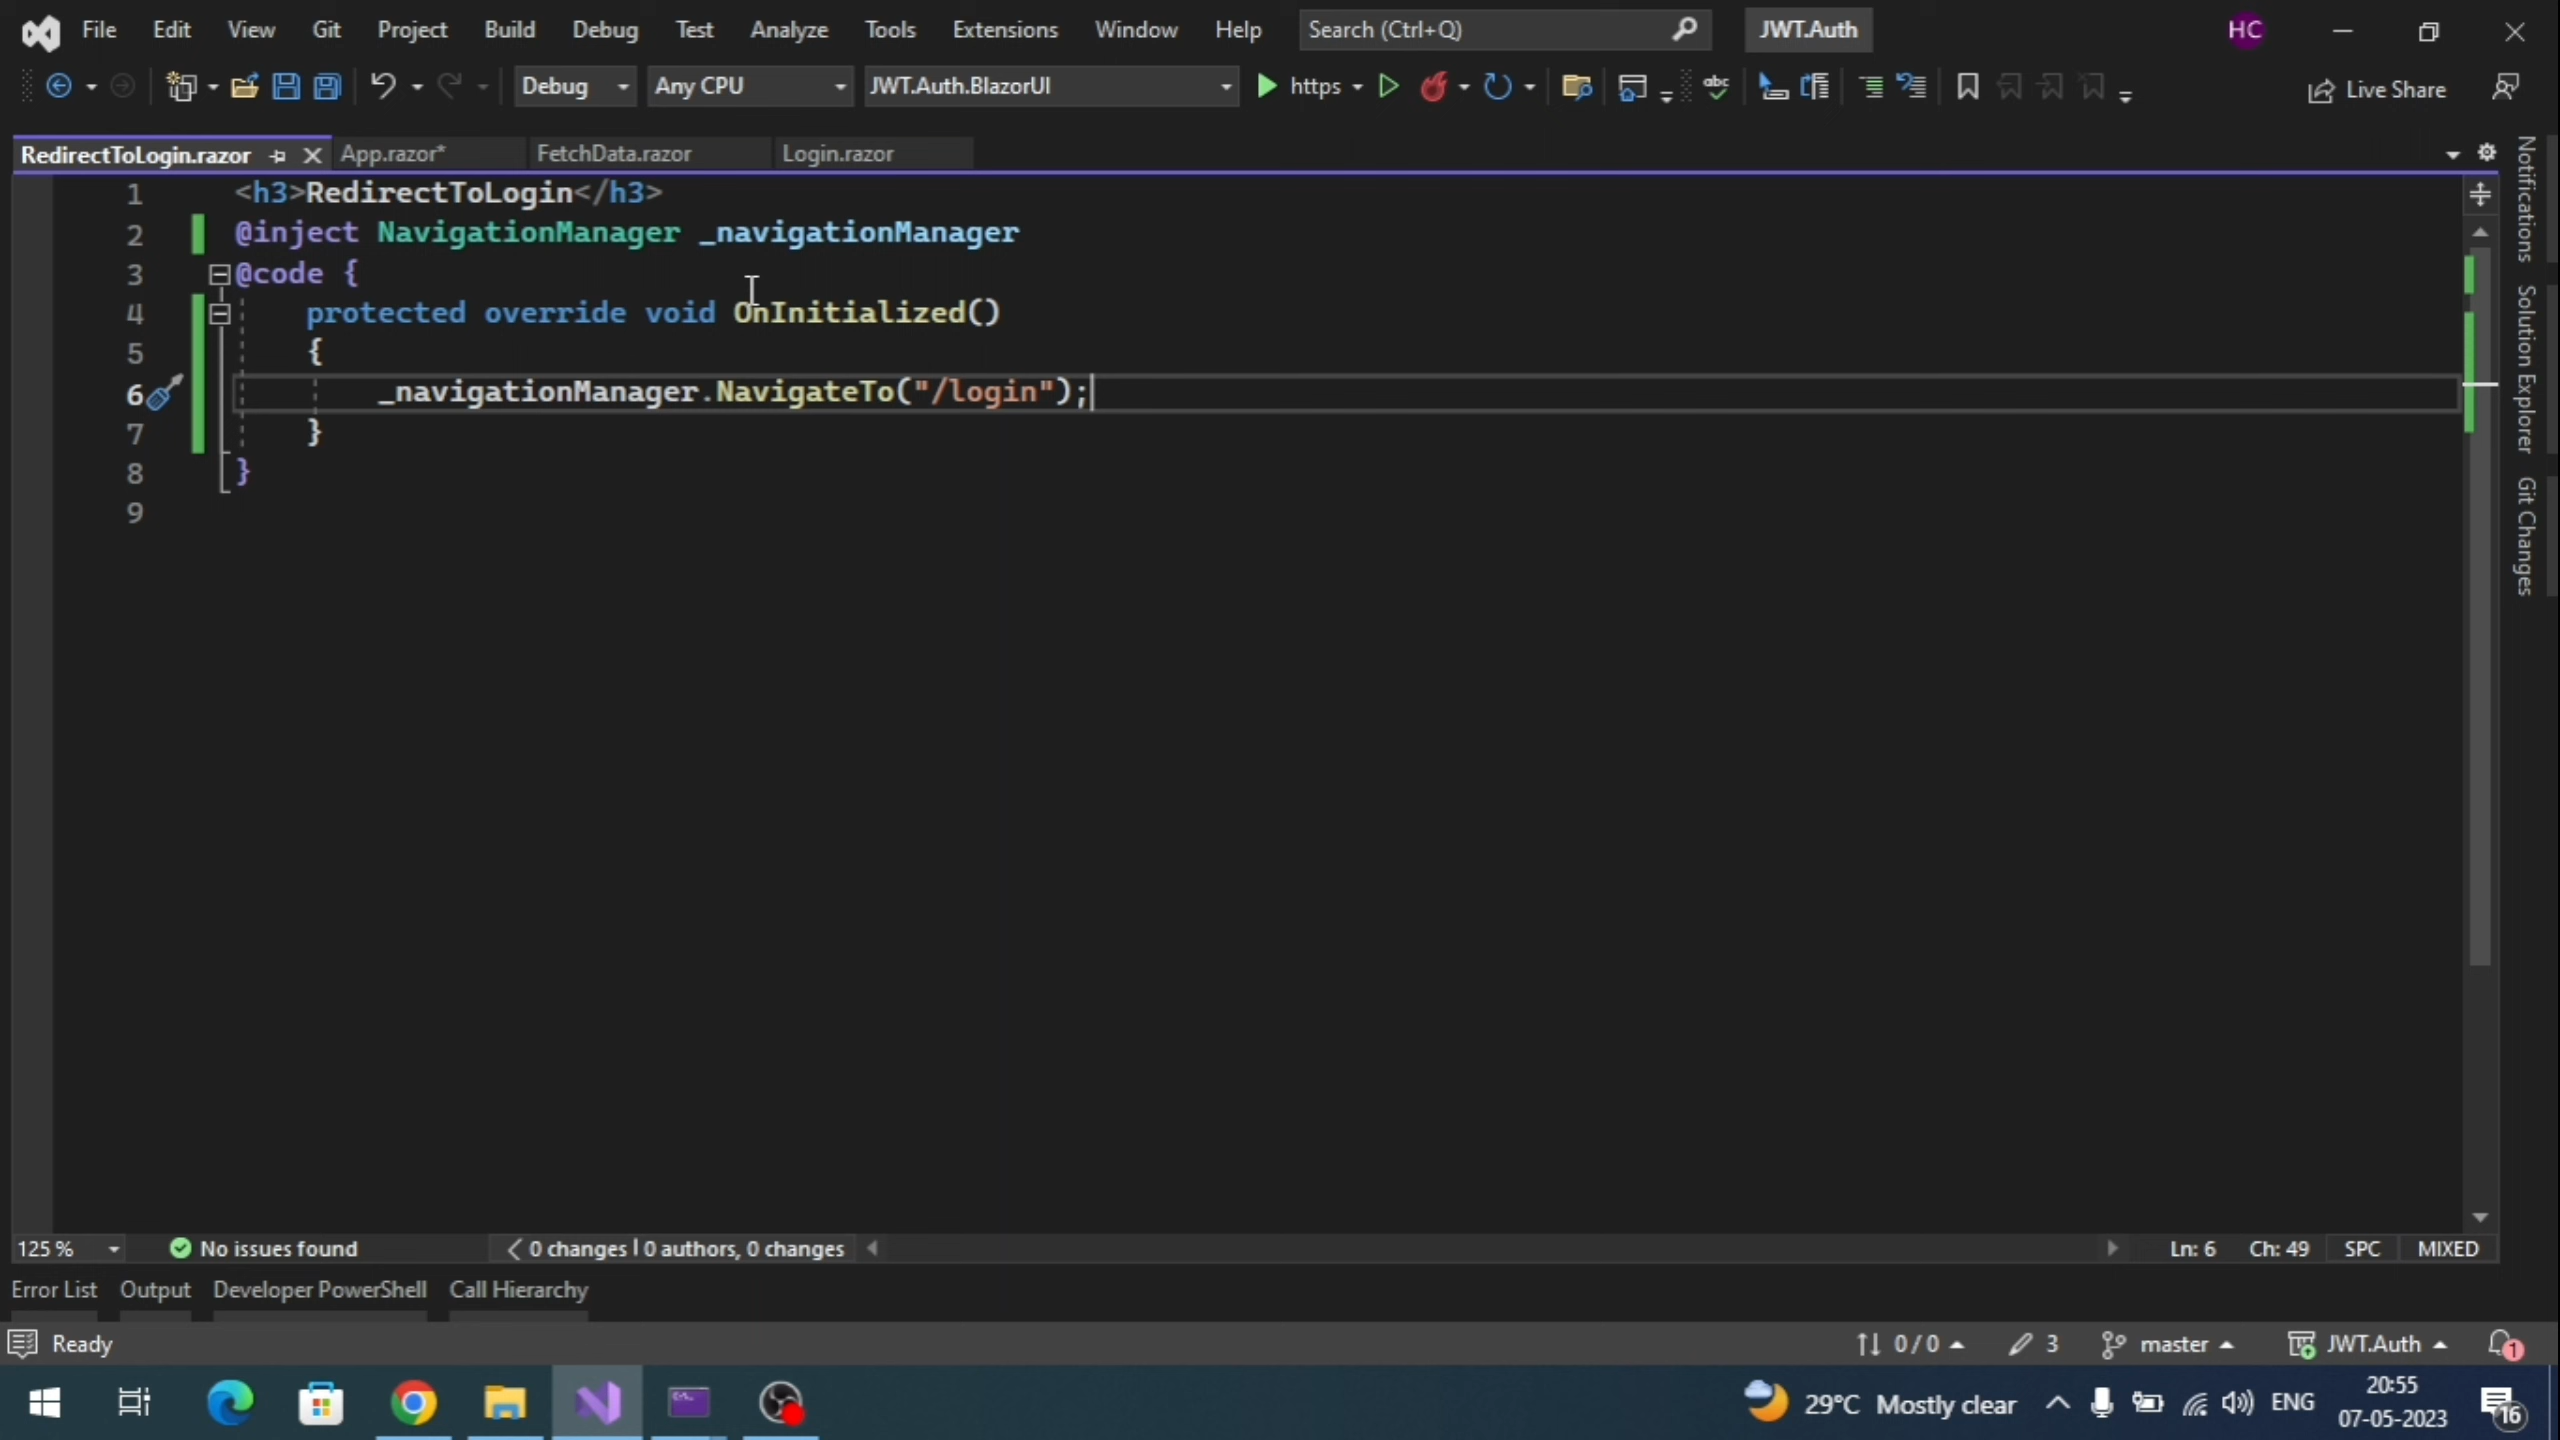 File Edit View Git Project Build Debug Test Analyze Tools Extensions Window Help Search (Ctrl+Q) JWT.Auth HC
Debug Any CPU JWT.Auth.BlazorUI https abc Live Share
RedirectToLogin.razor App.razor* FetchData.razor Login.razor
1 <h3>RedirectToLogin</h3>
2 @inject NavigationManager _navigationManager
3 @code {
4 protected override void OnInitialized()
5 {
6 _navigationManager.NavigateTo("/login");
7 }
8 }
9
Notifications
Solution Explorer
Git Changes
125 % No issues found 0 changes | 0 authors, 0 changes Ln: 6 Ch: 49 SPC MIXED
Error List Output Developer PowerShell Call Hierarchy
Ready 0 / 0 3 master JWT.Auth 1
29°C Mostly clear ENG 20:55
07-05-2023 16